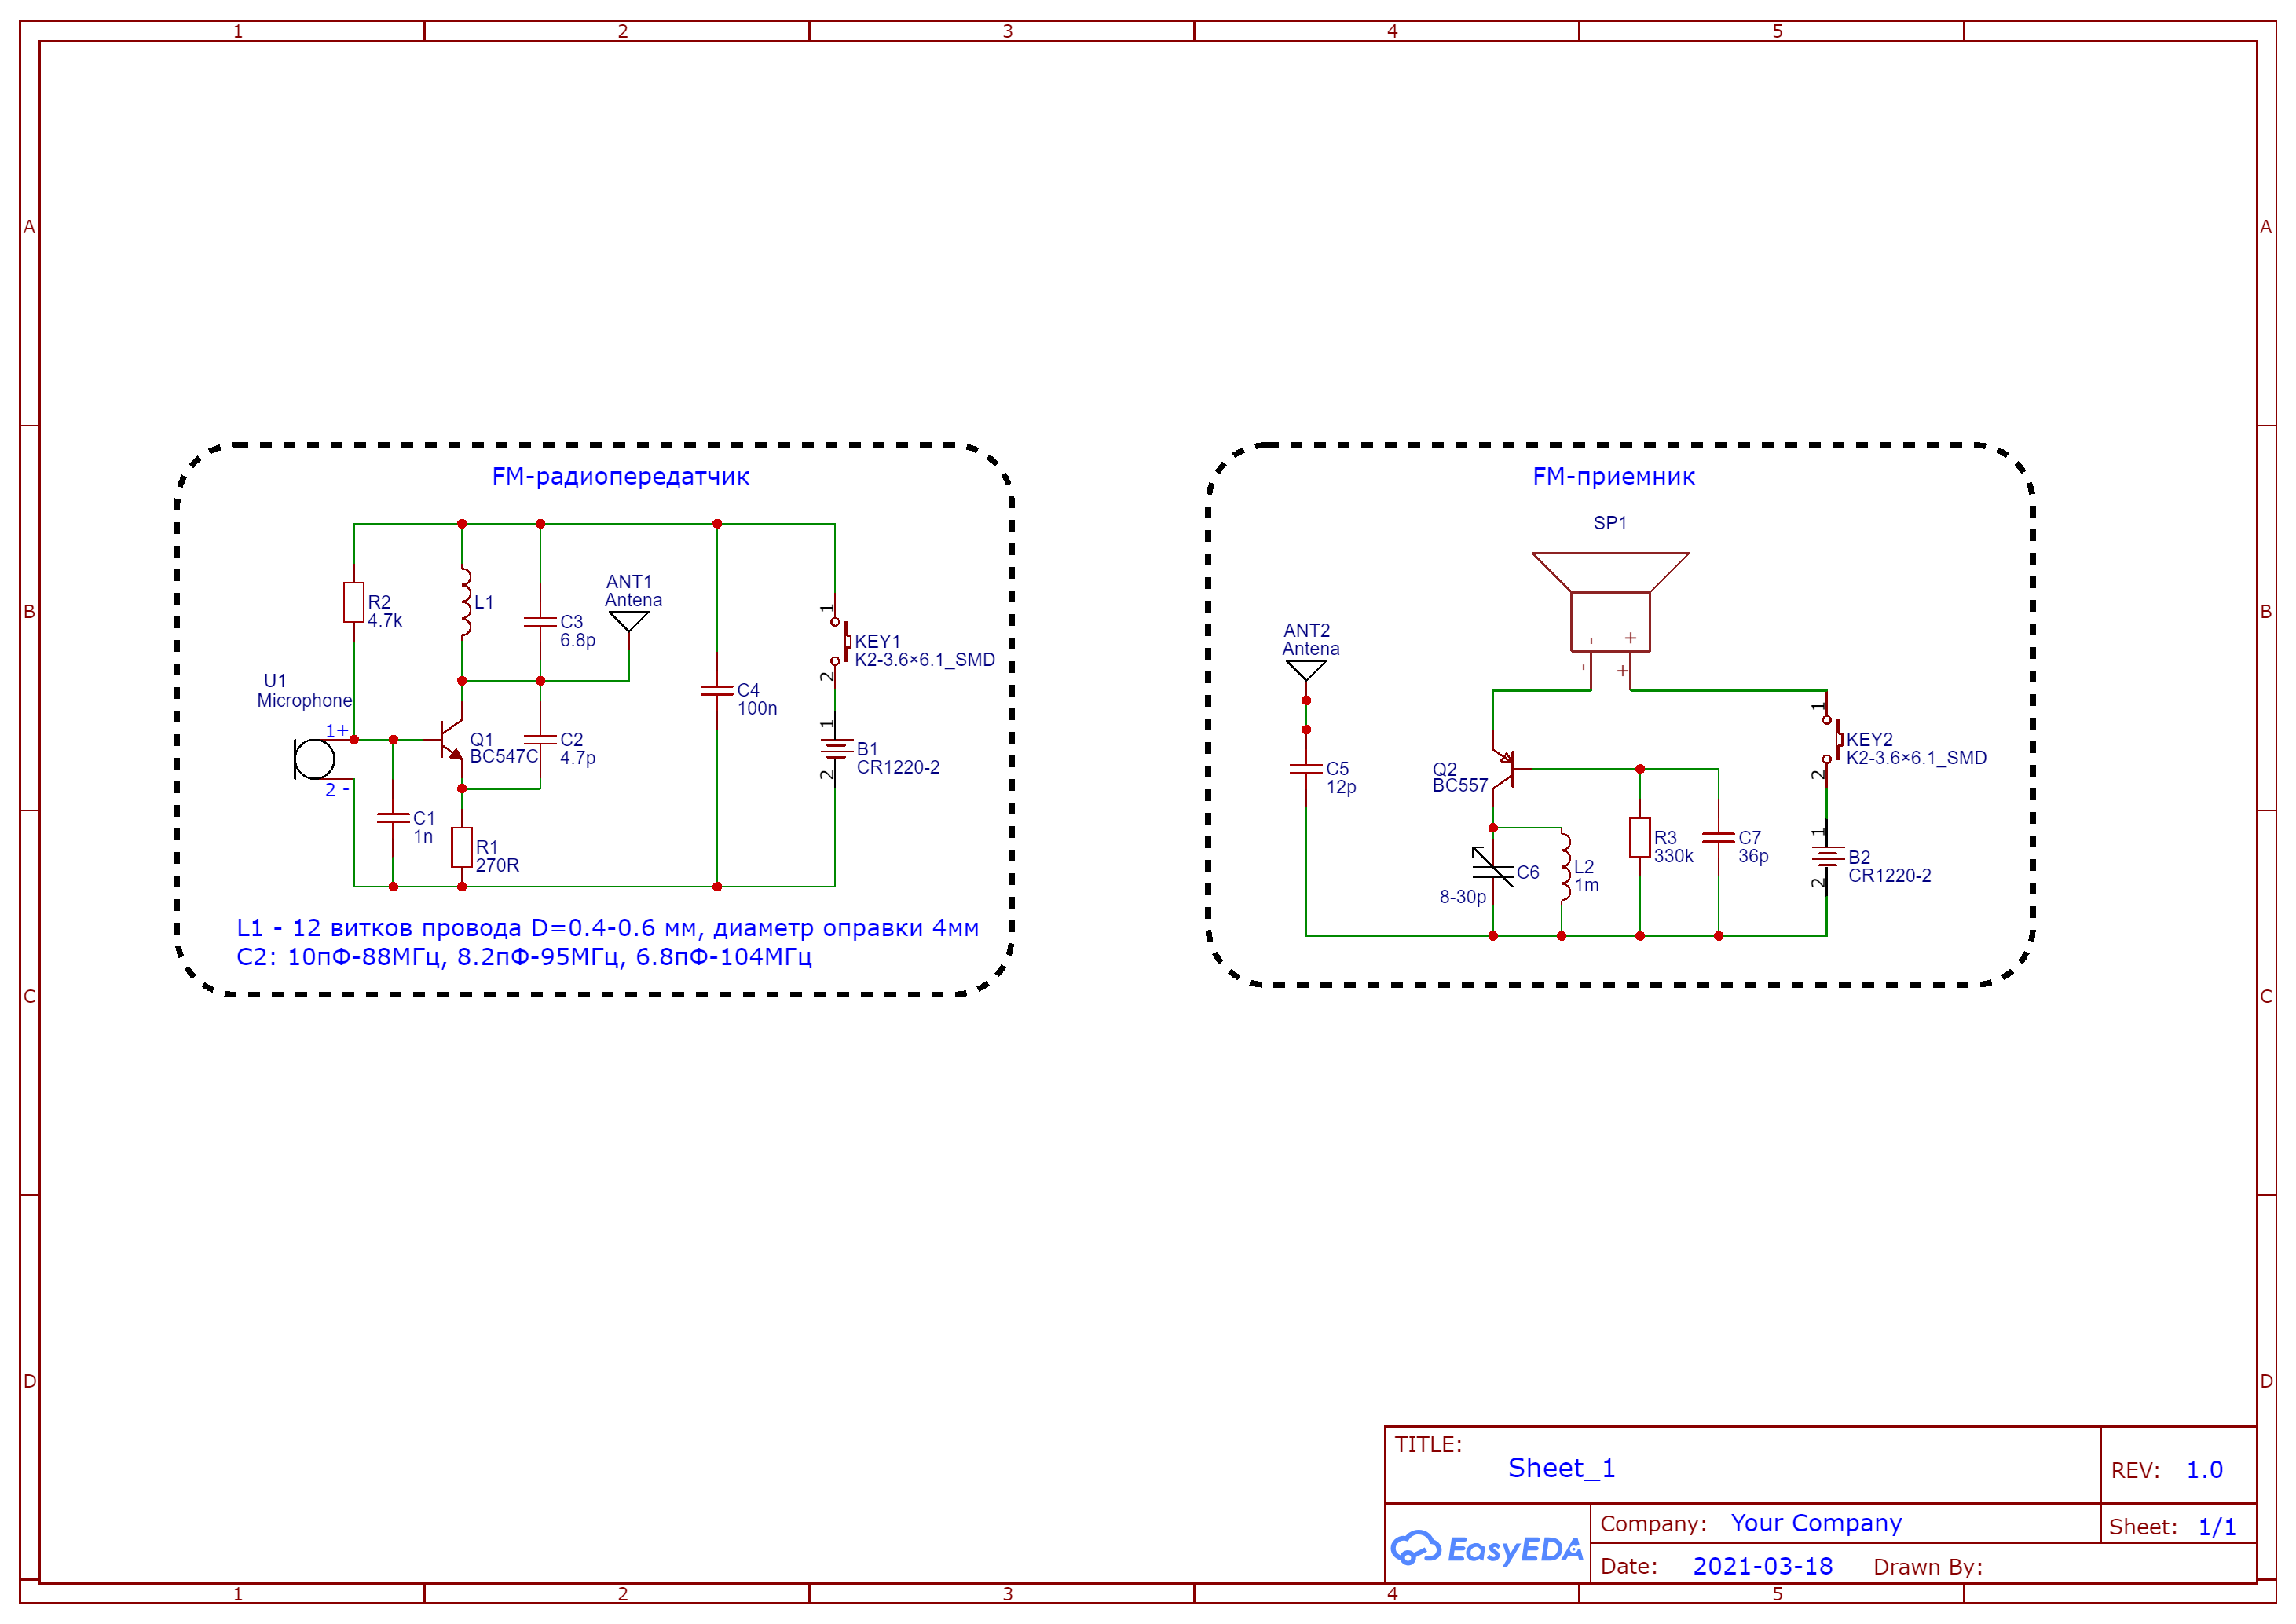 1 2 3 4 5
A A
FM-радиопередатчик
R2
4.7k
L1
C3
6.8p
ANT1
Antena
C4
100n
1
KEY1
K2-3.6×6.1_SMD
2
U1
Microphone
1+
2 -
Q1
BC547C
C2
4.7p
1
B1
CR1220-2
2
C1
1n
R1
270R
L1 - 12 витков провода D=0.4-0.6 мм, диаметр оправки 4мм
C2: 10пФ-88МГц, 8.2пФ-95МГц, 6.8пФ-104МГц
FM-приемник
SP1
- +
- +
ANT2
Antena
C5
12p
Q2
BC557
1
KEY2
K2-3.6×6.1_SMD
2
C6
8-30p
L2
1m
R3
330k
C7
36p
1
B2
CR1220-2
2
B B
C C
D D
TITLE:
Sheet_1
REV: 1.0
EasyEDA
Company: Your Company
Sheet: 1/1
Date: 2021-03-18 Drawn By:
1 2 3 4 5